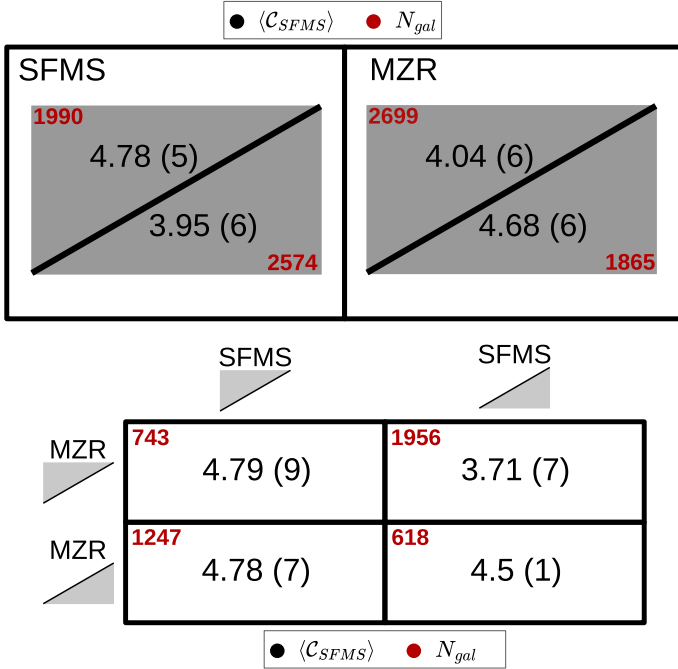 ⟨𝒞_SFMS⟩ N_gal
SFMS MZR
1990 2699
4.78 (5) 4.04 (6)
3.95 (6) 4.68 (6)
2574 1865
SFMS SFMS
743 1956
MZR 4.79 (9) 3.71 (7)
1247 618
MZR 4.78 (7) 4.5 (1)
⟨𝒞_SFMS⟩ N_gal